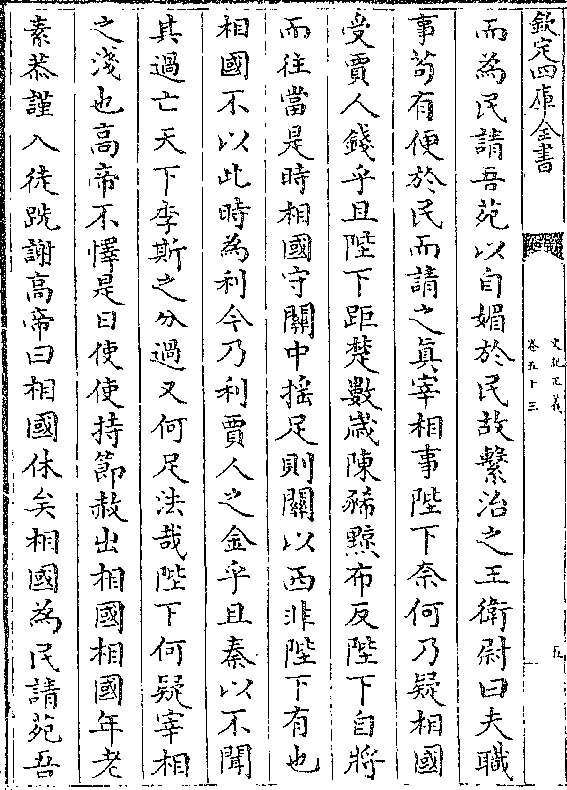 欽定四庫全書
史記正義
卷五十三
五
而為民請吾苑以自媚於民故繫治之王衛尉曰夫職
事苟有便於民而請之真宰相事陛下奈何乃疑相國
受賈人錢乎且陛下距楚數歲陳豨黥布反陛下自將
而往當是時相國守關中揺足則關以西非陛下有也
相國不以此時為利今乃利賈人之金乎且秦以不聞
其過亡天下李斯之分過又何足法哉陛下何疑宰相
之淺也高帝不懌是日使使持節赦出相國相國年老
素恭謹入徒跣謝高帝曰相國休矣相國為民請苑吾